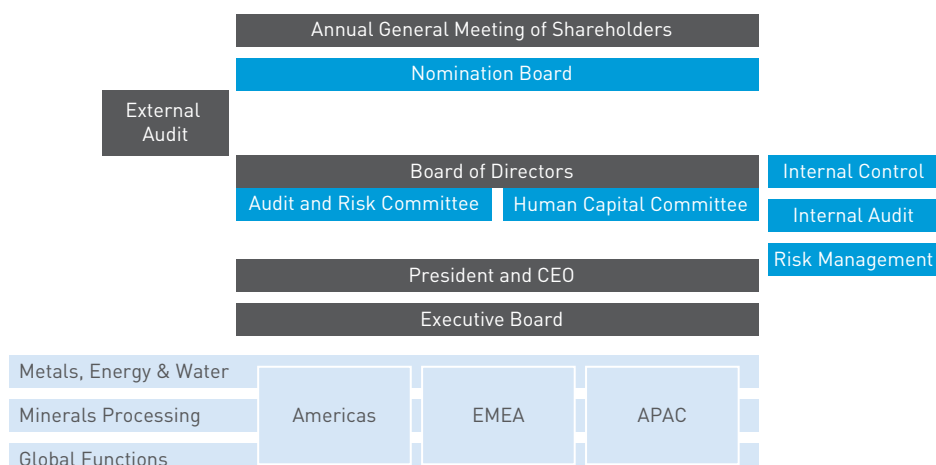 Annual General Meeting of Shareholders
Nomination Board
External
Audit
Board of Directors
Internal Control
Audit and Risk Committee
Human Capital Committee
Internal Audit
Risk Management
President and CEO
Executive Board
Metals, Energy & Water
Minerals Processing
Americas
EMEA
APAC
Global Functions